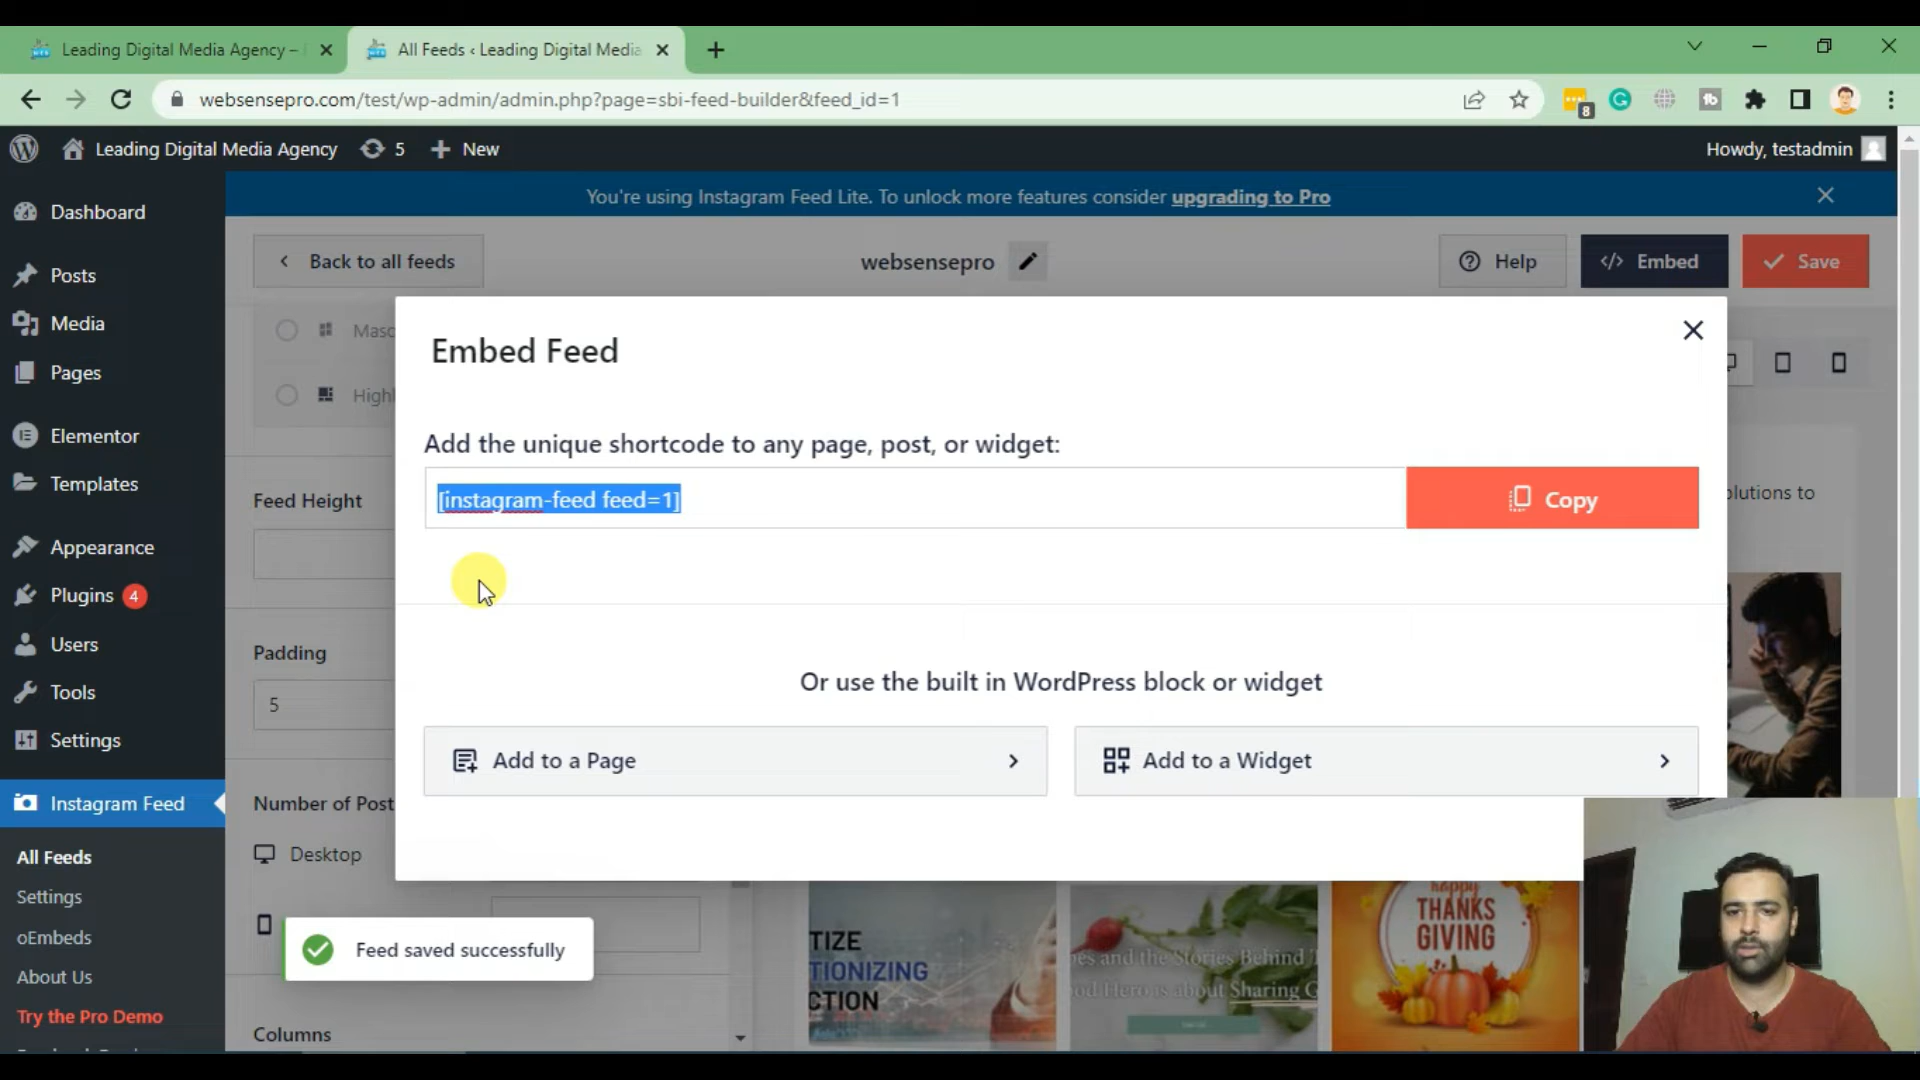 Leading Digital Media Agency –
All Feeds ‹ Leading Digital Media
websensepro.com/test/wp-admin/admin.php?page=sbi-feed-builder&feed_id=1
8
Leading Digital Media Agency
5
New
Howdy, testadmin
You're using Instagram Feed Lite. To unlock more features consider upgrading to Pro
Dashboard
Posts
Media
Pages
Elementor
Templates
Appearance
Plugins 4
Users
Tools
Settings
Instagram Feed
All Feeds
Settings
oEmbeds
About Us
Try the Pro Demo
Back to all feeds
websensepro
Help
</> Embed
Save
Feed Height
Padding
5
Number of Post
Desktop
Columns
Embed Feed
Add the unique shortcode to any page, post, or widget:
[instagram-feed feed=1]
Copy
Or use the built in WordPress block or widget
Add to a Page
Add to a Widget
Feed saved successfully
and the Stories Behind
Hero is about Sharing
happy
THANKS
GIVING